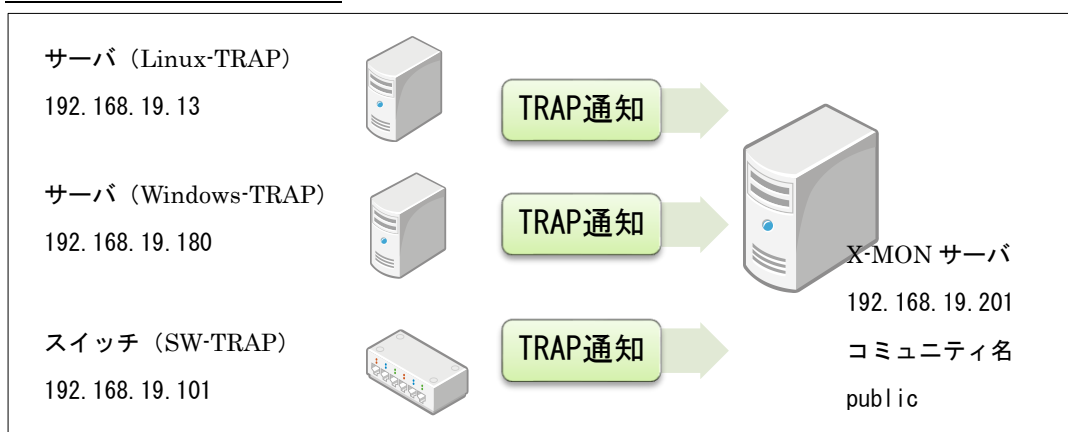 サーバ（Linux-TRAP）
192.168.19.13
TRAP通知
サーバ（Windows-TRAP）
192.168.19.180
TRAP通知
スイッチ（SW-TRAP）
192.168.19.101
TRAP通知
X-MON サーバ
192.168.19.201
コミュニティ名
public